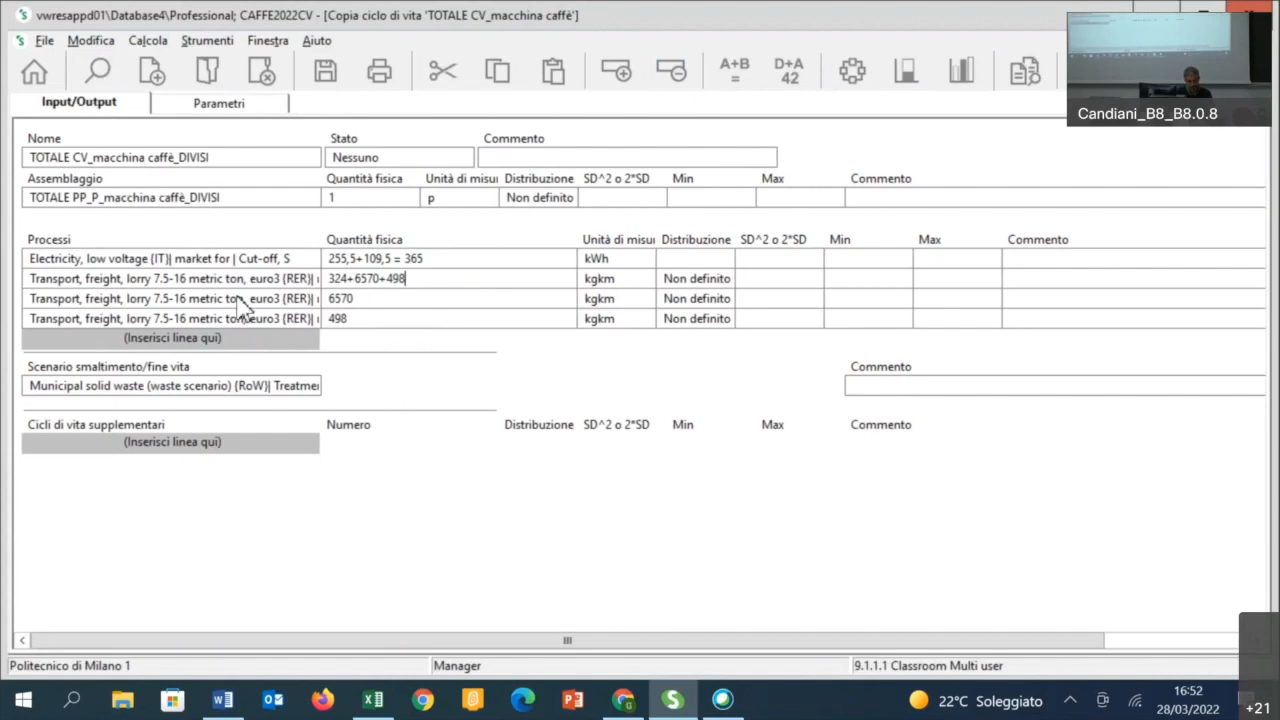 vwresappd01\Database4\Professional; CAFFE2022CV - [Copia ciclo di vita 'TOTALE CV_macchina caffè']
File Modifica Calcola Strumenti Finestra Aiuto
A+B
=
D+A
42
Candiani_B8_B8.0.8
Input/Output Parametri
Nome Stato Commento
TOTALE CV_macchina caffè_DIVISI Nessuno
Assemblaggio Quantità fisica Unità di misu Distribuzione SD^2 o 2*SD Min Max Commento
TOTALE PP_P_macchina caffè_DIVISI 1 p Non definito
Processi Quantità fisica Unità di misu Distribuzione SD^2 o 2*SD Min Max Commento
Electricity, low voltage {IT}| market for | Cut-off, S 255,5+109,5 = 365 kWh
Transport, freight, lorry 7.5-16 metric ton, euro3 {RER}| 324+6570+498 kgkm Non definito
Transport, freight, lorry 7.5-16 metric ton, euro3 {RER}| 6570 kgkm Non definito
Transport, freight, lorry 7.5-16 metric ton, euro3 {RER}| 498 kgkm Non definito
(Inserisci linea qui)
Scenario smaltimento/fine vita Commento
Municipal solid waste (waste scenario) {RoW}| Treatmer
Cicli di vita supplementari Numero Distribuzione SD^2 o 2*SD Min Max Commento
(Inserisci linea qui)
Politecnico di Milano 1 Manager 9.1.1.1 Classroom Multi user
22°C Soleggiato 16:52
28/03/2022
+21